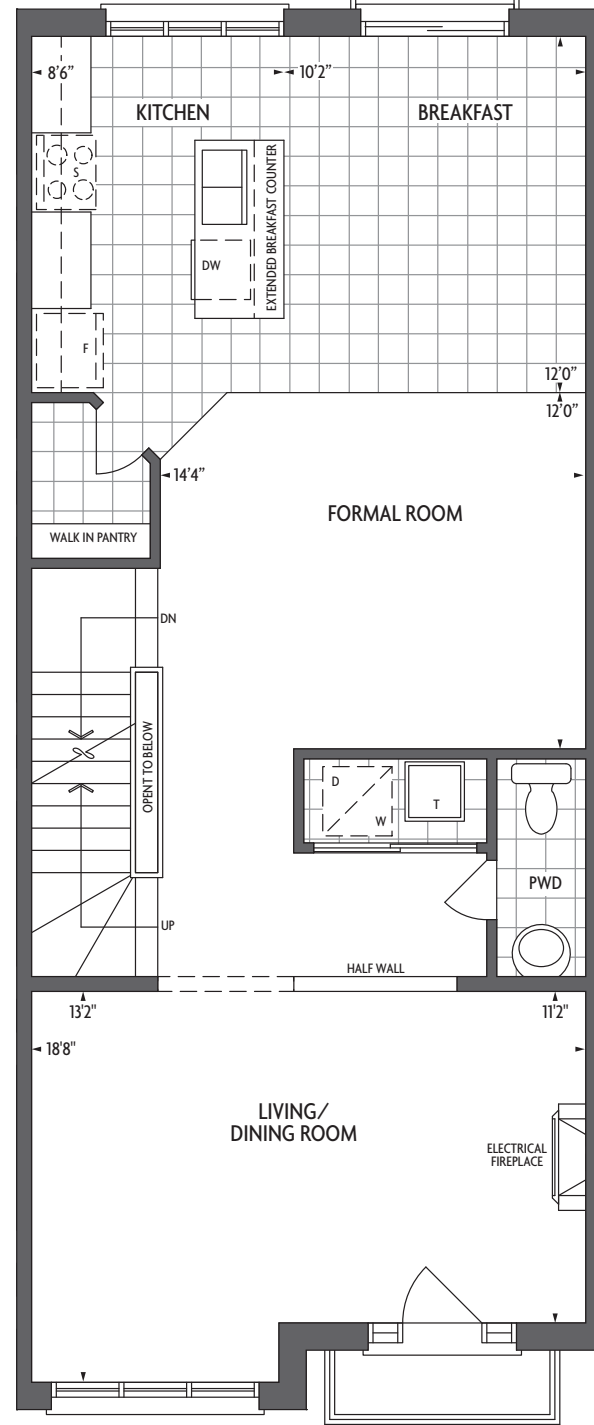 8'6"
10'2"
KITCHEN
BREAKFAST
S
EXTENDED BREAKFAST COUNTER
DW
F
12'0"
12'0"
14'4"
FORMAL ROOM
WALK IN PANTRY
DN
OPENT TO BELOW
D
W
T
PWD
UP
HALF WALL
13'2"
11'2"
18'8"
LIVING/
DINING ROOM
ELECTRICAL
FIREPLACE